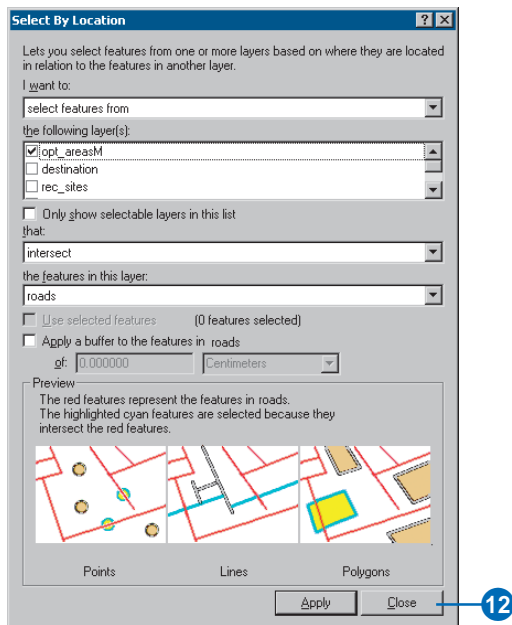 Select By Location
Lets you select features from one or more layers based on where they are located
in relation to the features in another layer.
I want to:
select features from
the following layer(s):
opt_areasM
destination
rec_sites
Only show selectable layers in this list
that:
intersect
the features in this layer:
roads
Use selected features (0 features selected)
Apply a buffer to the features in roads
of: 0.000000 Centimeters
Preview
The red features represent the features in roads.
The highlighted cyan features are selected because they
intersect the red features.
Points Lines Polygons
Apply Close 12